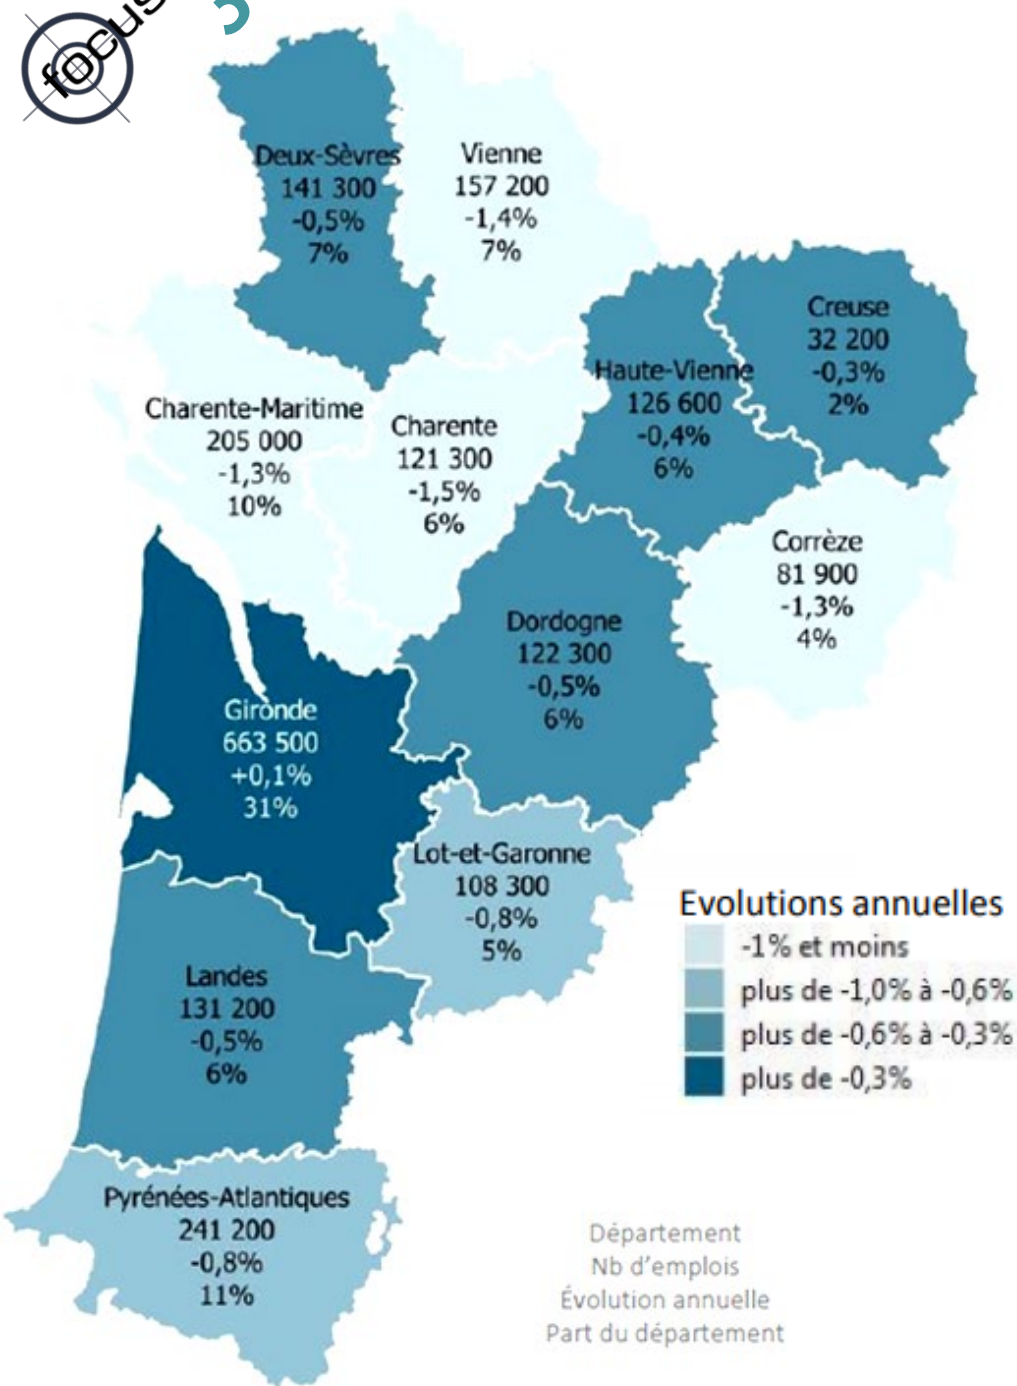 focus
Deux-Sèvres
141 300
-0,5%
7%
Vienne
157 200
-1,4%
7%
Creuse
32 200
-0,3%
2%
Haute-Vienne
126 600
-0,4%
6%
Charente-Maritime
205 000
-1,3%
10%
Charente
121 300
-1,5%
6%
Corrèze
81 900
-1,3%
4%
Dordogne
122 300
-0,5%
6%
Gironde
663 500
+0,1%
31%
Lot-et-Garonne
108 300
-0,8%
5%
Landes
131 200
-0,5%
6%
Pyrénées-Atlantiques
241 200
-0,8%
11%
Evolutions annuelles
-1% et moins
plus de -1,0% à -0,6%
plus de -0,6% à -0,3%
plus de -0,3%
Département
Nb d'emplois
Évolution annuelle
Part du département